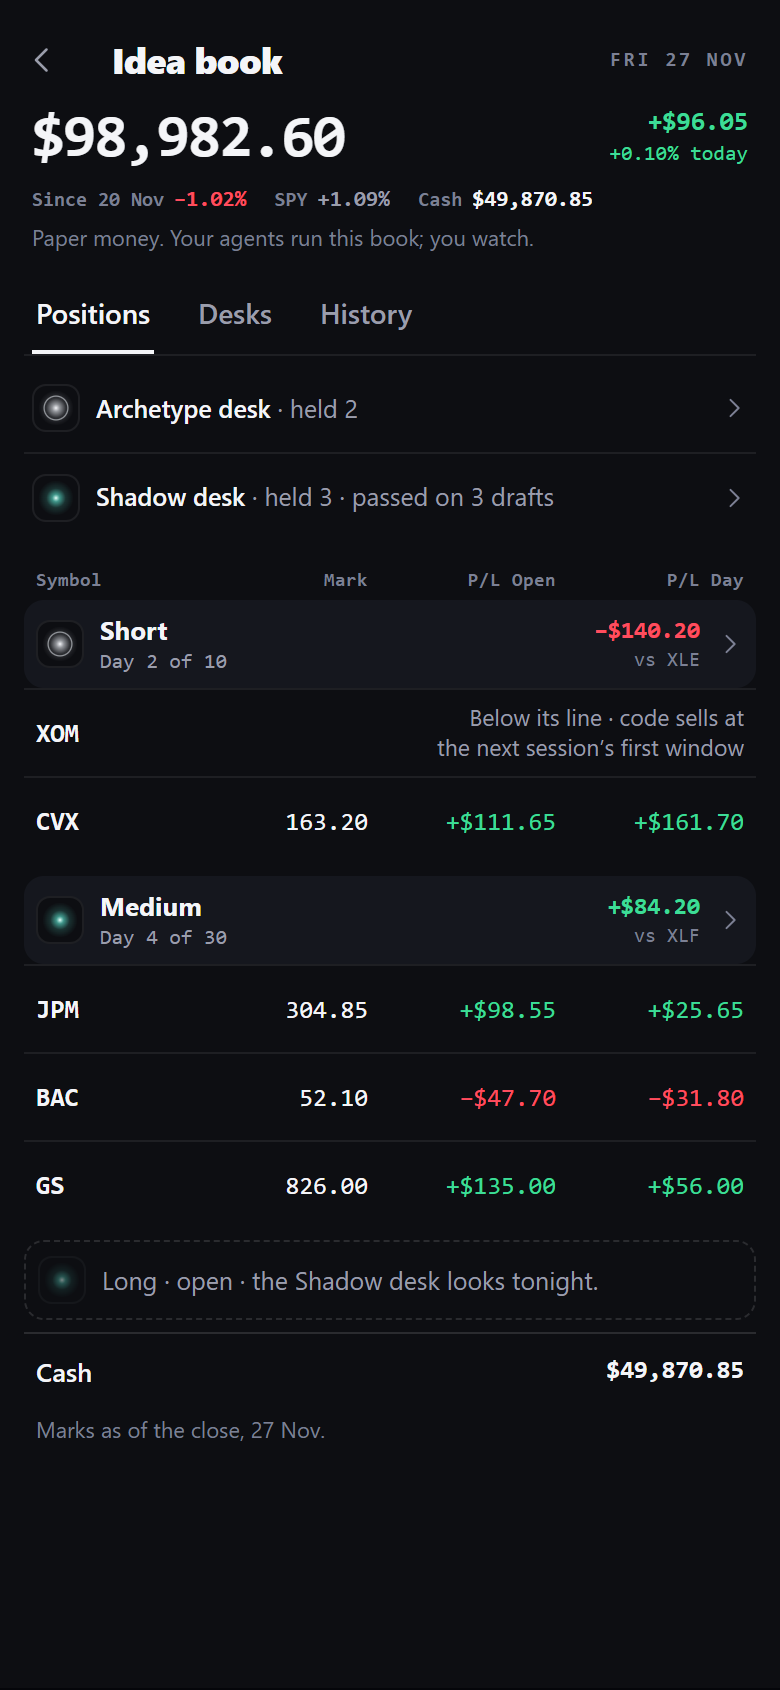 Idea book
FRI 27 NOV
$98,982.60
+$96.05
+0.10% today
Since 20 Nov −1.02% SPY +1.09% Cash $49,870.85
Paper money. Your agents run this book; you watch.
Positions Desks History
Archetype desk · held 2
Shadow desk · held 3 · passed on 3 drafts
Symbol Mark P/L Open P/L Day
Short −$140.20
Day 2 of 10 vs XLE
XOM Below its line · code sells at
the next session’s first window
CVX 163.20 +$111.65 +$161.70
Medium +$84.20
Day 4 of 30 vs XLF
JPM 304.85 +$98.55 +$25.65
BAC 52.10 −$47.70 −$31.80
GS 826.00 +$135.00 +$56.00
Long · open · the Shadow desk looks tonight.
Cash $49,870.85
Marks as of the close, 27 Nov.